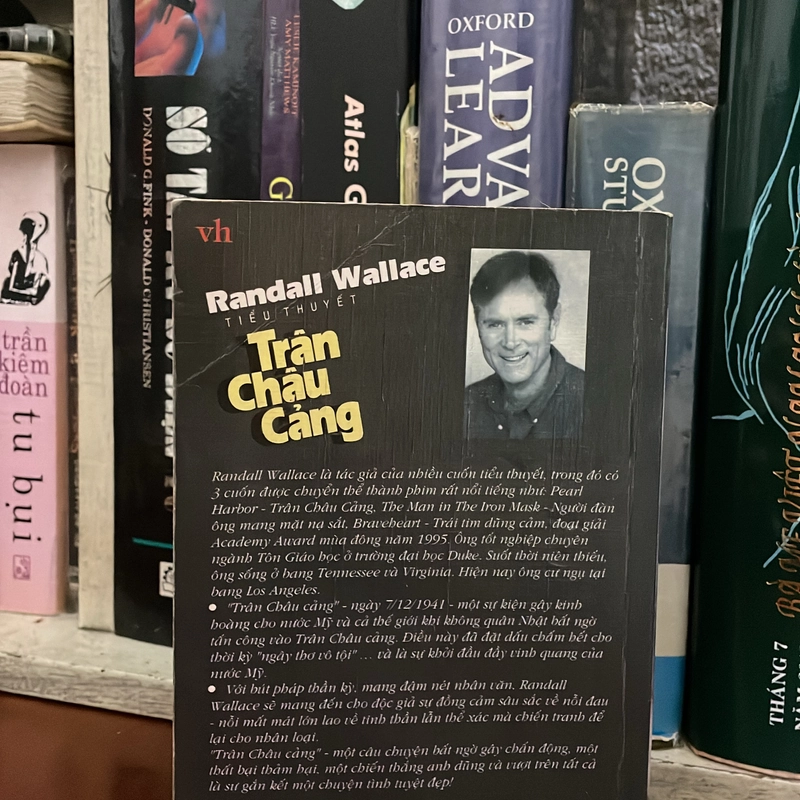 vh
Randall Wallace
TIỂU THUYẾT
Trân
Châu
Cảng
Randall Wallace là tác giả của nhiều cuốn tiểu thuyết, trong đó có
3 cuốn được chuyển thể thành phim rất nổi tiếng như: Pearl
Harbor - Trân Châu Cảng, The Man in The Iron Mask - Người đàn
ông mang mặt nạ sắt, Braveheart - Trái tim dũng cảm, đoạt giải
Academy Award mùa đông năm 1995. Ông tốt nghiệp chuyên
ngành Tôn Giáo học ở trường đại học Duke. Suốt thời niên thiếu,
ông sống ở bang Tennessee và Virginia. Hiện nay ông cư ngụ tại
bang Los Angeles.
● "Trân Châu cảng" - ngày 7/12/1941 - một sự kiện gây kinh
hoàng cho nước Mỹ và cả thế giới khi không quân Nhật bất ngờ
tấn công vào Trân Châu cảng. Điều này đã đặt dấu chấm hết cho
thời kỳ "ngây thơ vô tội" ... và là sự khởi đầu đầy vinh quang của
nước Mỹ.
● Với bút pháp thần kỳ, mang đậm nét nhân văn, Randall
Wallace sẽ mang đến cho độc giả sự đồng cảm sâu sắc về nỗi đau
- nỗi mất mát lớn lao về tinh thần lẫn thể xác mà chiến tranh để
lại cho nhân loại.
"Trân Châu cảng" - một câu chuyện bất ngờ gây chấn động, một
thất bại thảm hại, một chiến thắng anh dũng và vượt trên tất cả
là sự gắn kết một chuyện tình tuyệt đẹp!
trần
kiêm
đoàn
tu bụi
DONALD G.FINK - DONALD CHRISTIANSEN
SỔ
LESLIE KAMINOFF
AMY MATTHEWS
Atlas
OXFORD
ADVA
LEAR
OX
STU
THÁNG 7